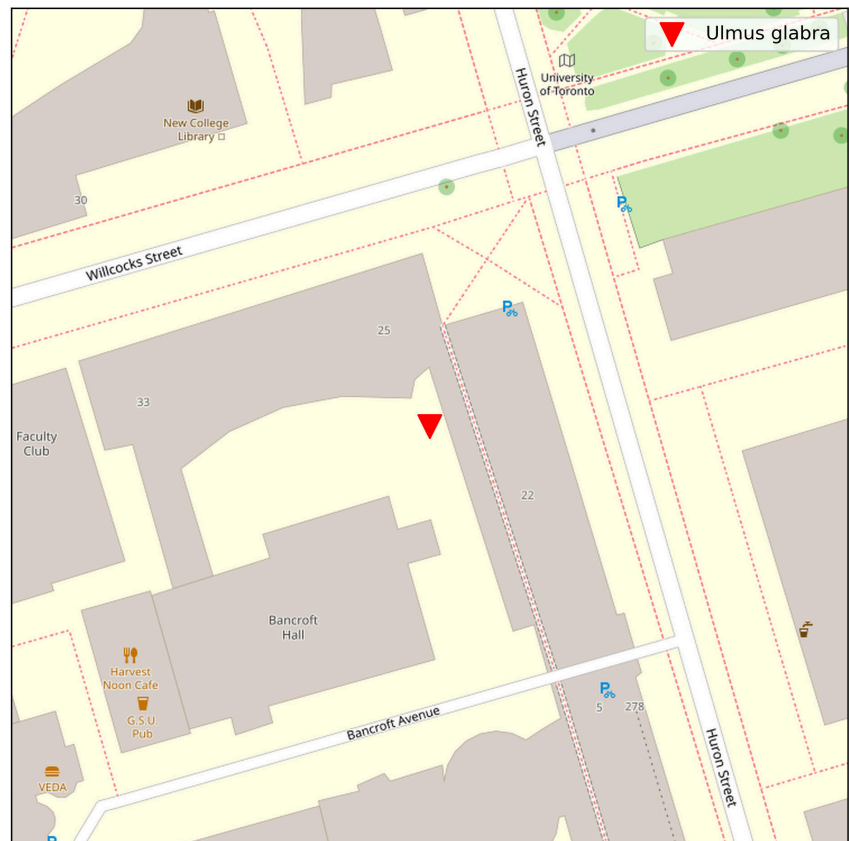 Ulmus glabra
Huron Street
University
of Toronto
New College
Library
30
Willcocks Street
25
33
Faculty
Club
22
Bancroft
Hall
Harvest
Noon Cafe
G.S.U.
Pub
5
278
Bancroft Avenue
Huron Street
VEDA